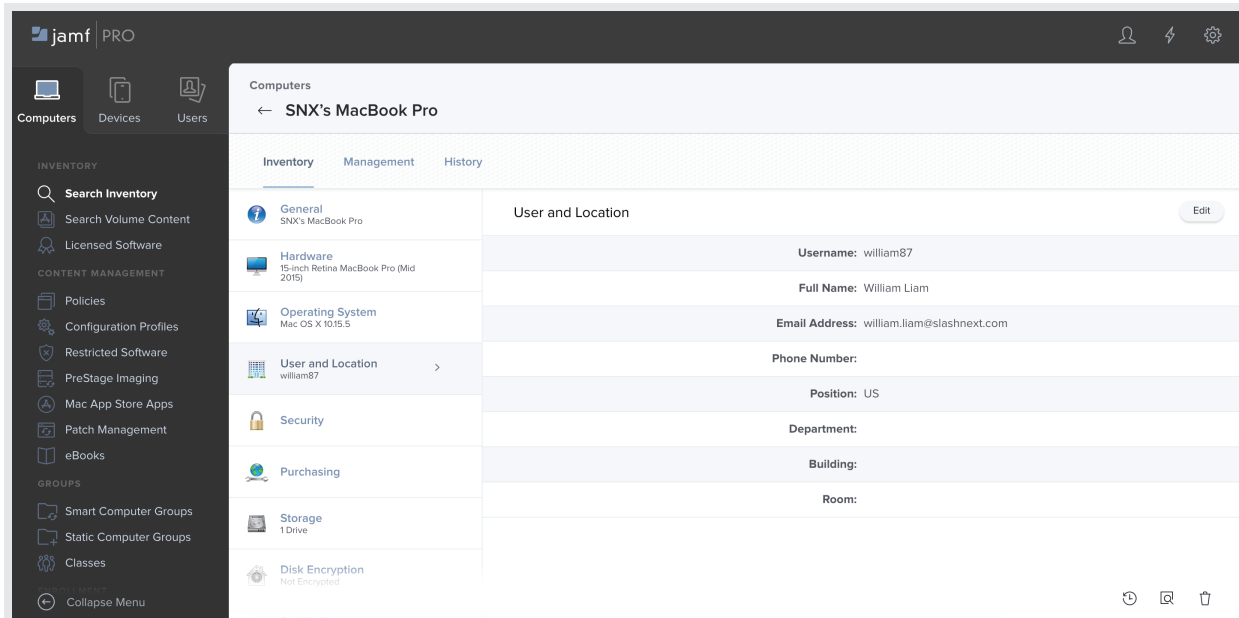 jamf PRO
Computers
Devices
Users
INVENTORY
Search Inventory
Search Volume Content
Licensed Software
CONTENT MANAGEMENT
Policies
Configuration Profiles
Restricted Software
PreStage Imaging
Mac App Store Apps
Patch Management
eBooks
GROUPS
Smart Computer Groups
Static Computer Groups
Classes
ENROLLMENT
Collapse Menu
Computers
← SNX’s MacBook Pro
Inventory
Management
History
General
SNX's MacBook Pro
Hardware
15-inch Retina MacBook Pro (Mid
2015)
Operating System
Mac OS X 10.15.5
User and Location
william87
Security
Purchasing
Storage
1 Drive
Disk Encryption
Not Encrypted
User and Location
Edit
Username: william87
Full Name: William Liam
Email Address: william.liam@slashnext.com
Phone Number:
Position: US
Department:
Building:
Room: